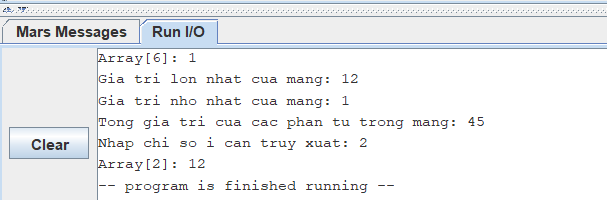 Mars Messages Run I/O
Array[6]: 1
Gia tri lon nhat cua mang: 12
Gia tri nho nhat cua mang: 1
Tong gia tri cua cac phan tu trong mang: 45
Clear
Nhap chi so i can truy xuat: 2
Array[2]: 12
-- program is finished running --